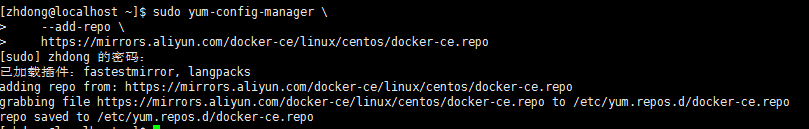 [zhdong@localhost ~]$ sudo yum-config-manager \
>     --add-repo \
>     https://mirrors.aliyun.com/docker-ce/linux/centos/docker-ce.repo
[sudo] zhdong 的密码：
已加载插件：fastestmirror, langpacks
adding repo from: https://mirrors.aliyun.com/docker-ce/linux/centos/docker-ce.repo
grabbing file https://mirrors.aliyun.com/docker-ce/linux/centos/docker-ce.repo to /etc/yum.repos.d/docker-ce.repo
repo saved to /etc/yum.repos.d/docker-ce.repo